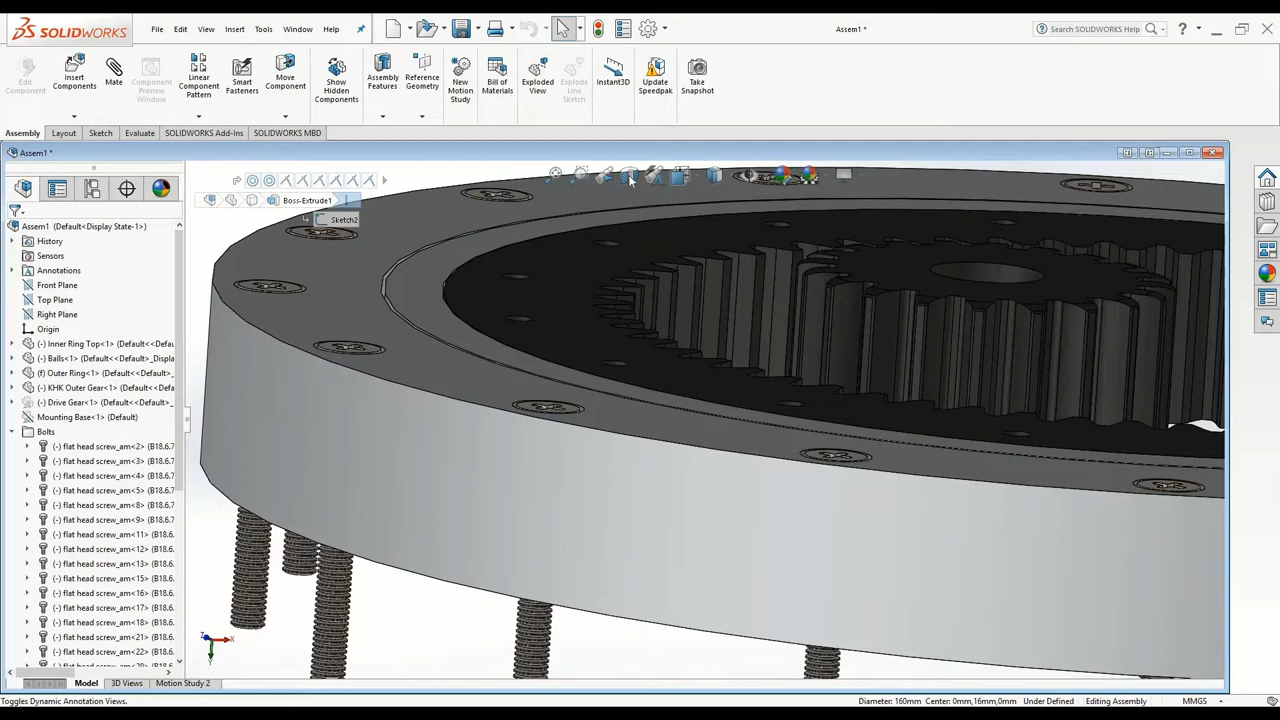 SOLIDWORKS File Edit View Insert Tools Window Help Assem1 * Search SOLIDWORKS Help
Edit Component
Insert Components
Mate
Component Preview Window
Linear Component Pattern
Smart Fasteners
Move Component
Show Hidden Components
Assembly Features
Reference Geometry
New Motion Study
Bill of Materials
Exploded View
Explode Line Sketch
Instant3D
Update Speedpak
Take Snapshot
Assembly Layout Sketch Evaluate SOLIDWORKS Add-Ins SOLIDWORKS MBD
Assem1 *
Boss-Extrude1
Sketch2
Assem1 (Default<Display State-1>)
History
Sensors
Annotations
Front Plane
Top Plane
Right Plane
Origin
(-) Inner Ring Top<1> (Default<<Def
(-) Balls<1> (Default<<Default>_Displa
(f) Outer Ring<1> (Default<<Default>
(-) KHK Outer Gear<1> (Default<<Def
(-) Drive Gear<1> (Default<<Default>_
Mounting Base<1> (Default)
Bolts
(-) flat head screw_am<2> (B18.6.7
(-) flat head screw_am<3> (B18.6.7
(-) flat head screw_am<4> (B18.6.7
(-) flat head screw_am<5> (B18.6.7
(-) flat head screw_am<8> (B18.6.7
(-) flat head screw_am<9> (B18.6.7
(-) flat head screw_am<11> (B18.6.
(-) flat head screw_am<12> (B18.6.
(-) flat head screw_am<13> (B18.6.
(-) flat head screw_am<15> (B18.6.
(-) flat head screw_am<16> (B18.6.
(-) flat head screw_am<17> (B18.6.
(-) flat head screw_am<18> (B18.6.
(-) flat head screw_am<21> (B18.6.
(-) flat head screw_am<22> (B18.6.
Z X Y
Model 3D Views Motion Study 2
Toggles Dynamic Annotation Views. Diameter: 160mm Center: 0mm,16mm,0mm Under Defined Editing Assembly MMGS